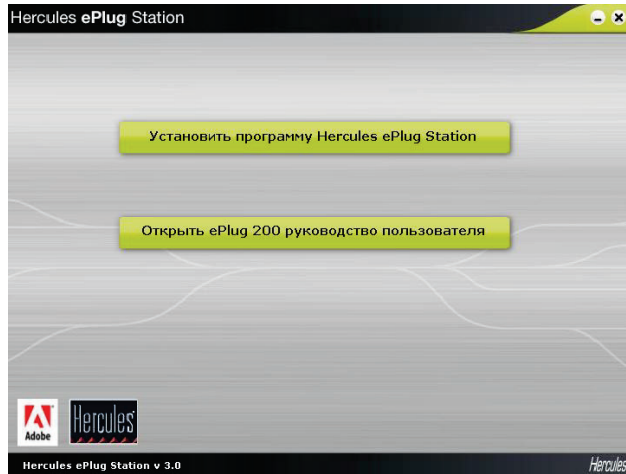 Hercules ePlug Station
Установить программу Hercules ePlug Station
Открыть ePlug 200 руководство пользователя
Adobe
Hercules
Hercules ePlug Station v 3.0
Hercules